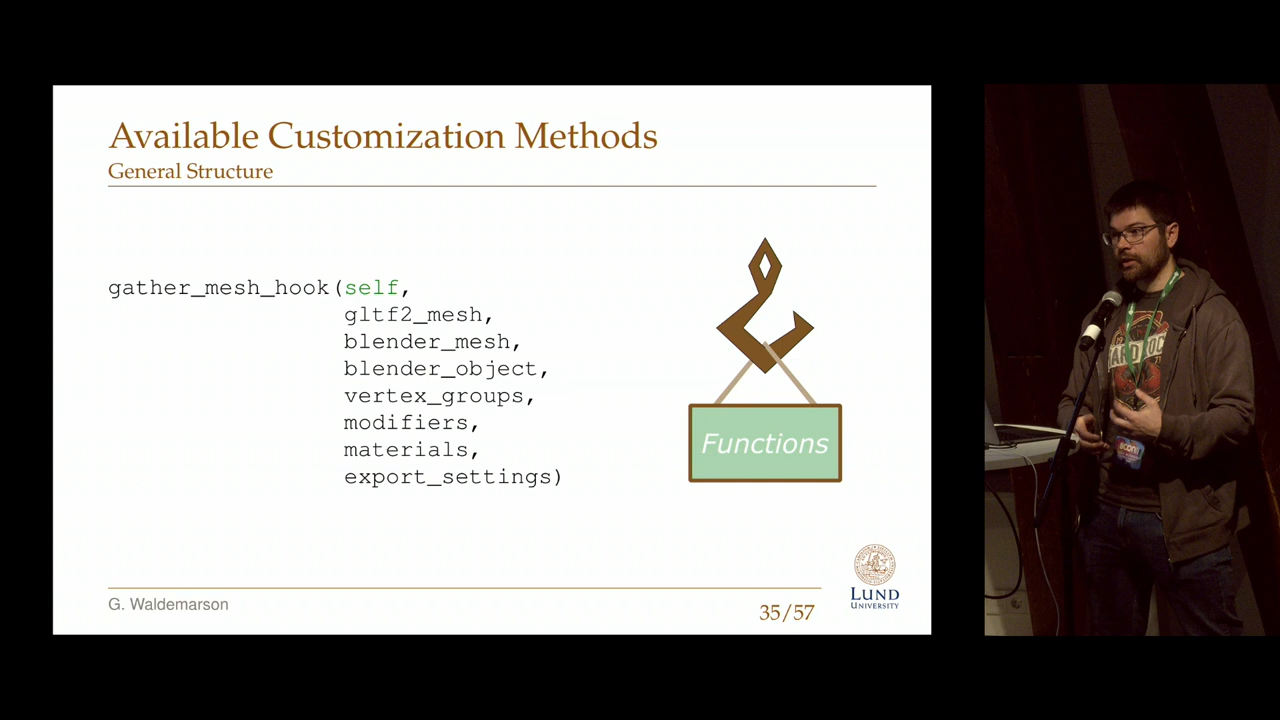 Available Customization Methods
General Structure
gather_mesh_hook(self,
gltf2_mesh,
blender_mesh,
blender_object,
vertex_groups,
modifiers,
materials,
export_settings)
Functions
G. Waldemarson
35/57
LUND
UNIVERSITY